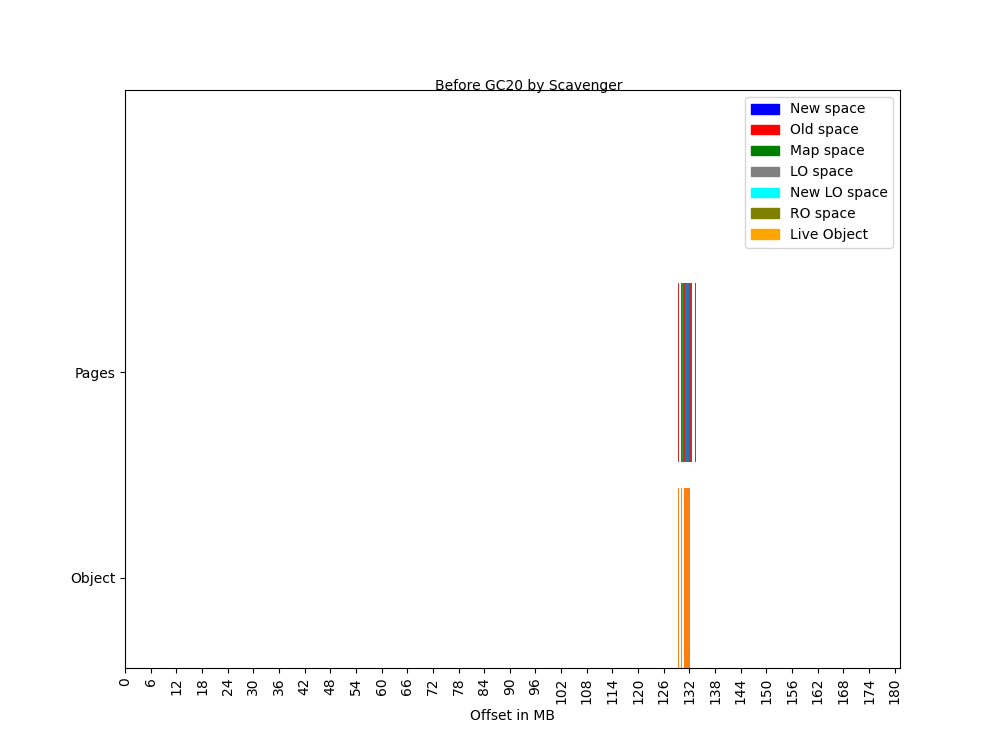 Before GC20 by Scavenger
New space
Old space
Map space
LO space
New LO space
RO space
Live Object
Pages
Object
0 6 12 18 24 30 36 42 48 54 60 66 72 78 84 90 96 102 108 114 120 126 132 138 144 150 156 162 168 174 180
Offset in MB